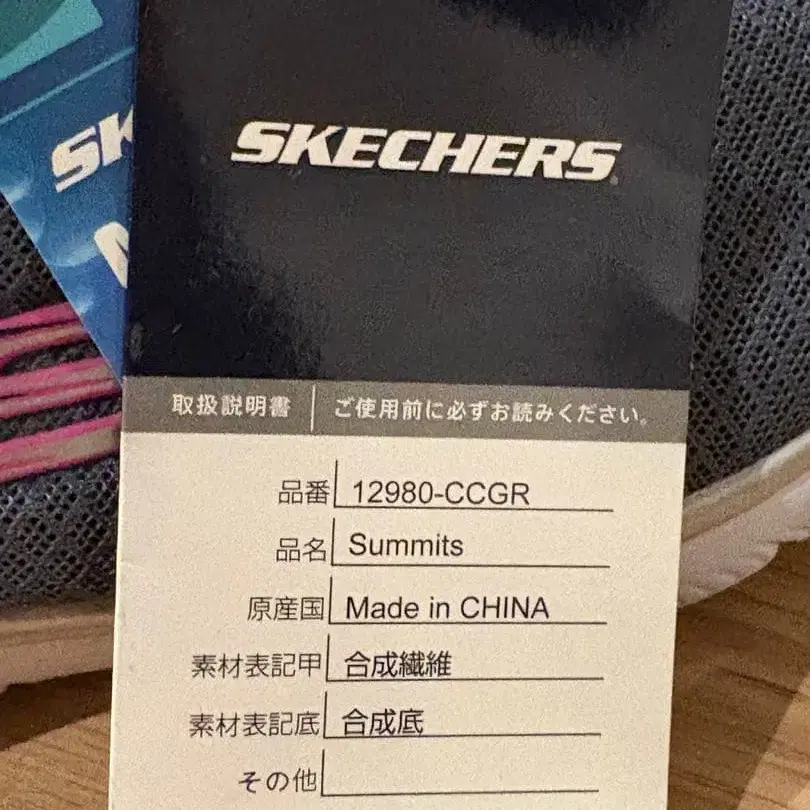 SKECHERS
取扱説明書 ご使用前に必ずお読みください。
品番 12980-CCGR
品名 Summits
原産国 Made in CHINA
素材表記甲 合成繊維
素材表記底 合成底
その他